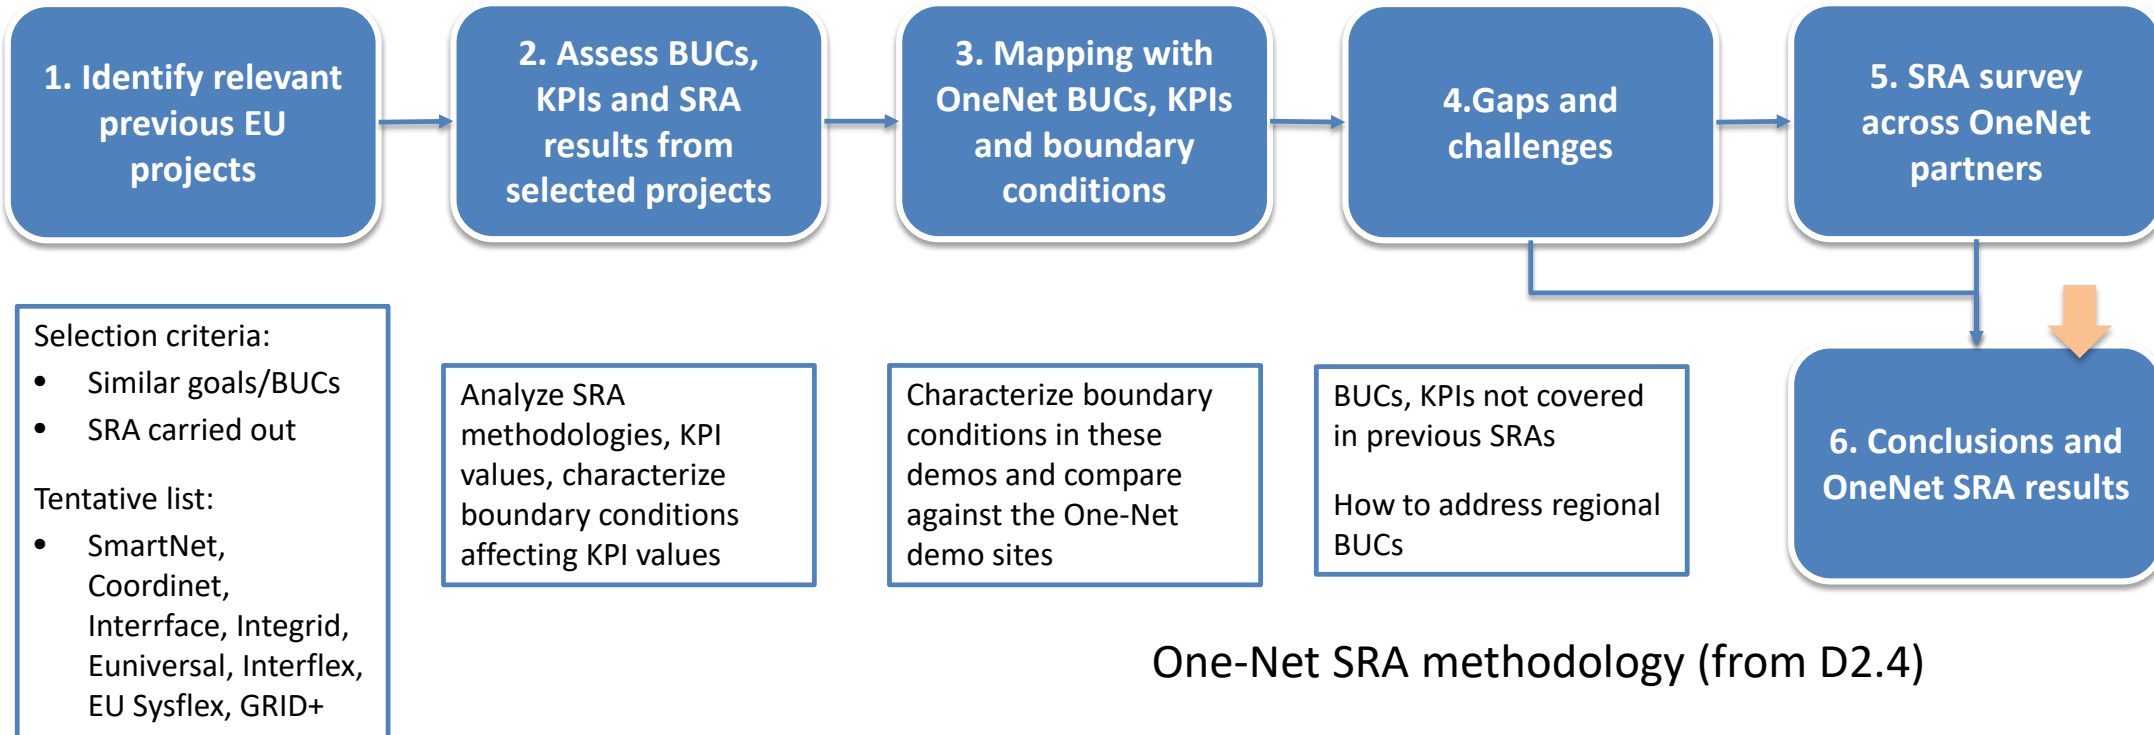 1. Identify relevant
previous EU
projects
2. Assess BUCs,
KPIs and SRA
results from
selected projects
3. Mapping with
OneNet BUCs, KPIs
and boundary
conditions
4.Gaps and
challenges
5. SRA survey
across OneNet
partners
Selection criteria:
• Similar goals/BUCs
• SRA carried out
Tentative list:
• SmartNet,
Coordinet,
Interrface, Integrid,
Euniversal, Interflex,
EU Sysflex, GRID+
Analyze SRA
methodologies, KPI
values, characterize
boundary conditions
affecting KPI values
Characterize boundary
conditions in these
demos and compare
against the One-Net
demo sites
BUCs, KPIs not covered
in previous SRAs
How to address regional
BUCs
6. Conclusions and
OneNet SRA results
One-Net SRA methodology (from D2.4)